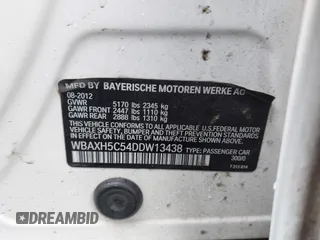 MFD BY BAYERISCHE MOTOREN WERKE AG
08-2012
GVWR 5170 lbs 2345 kg
GAWR FRONT 2447 lbs 1110 kg
GAWR REAR 2888 lbs 1310 kg
THIS VEHICLE CONFORMS TO ALL APPLICABLE U.S. FEDERAL MOTOR
VEHICLE SAFETY, BUMPER, AND THEFT PREVENTION STANDARDS
IN EFFECT ON THE DATE OF MANUFACTURE SHOWN ABOVE.
WBAXH5C54DDW13438 TYPE: PASSENGER CAR
300/0
DREAMBID